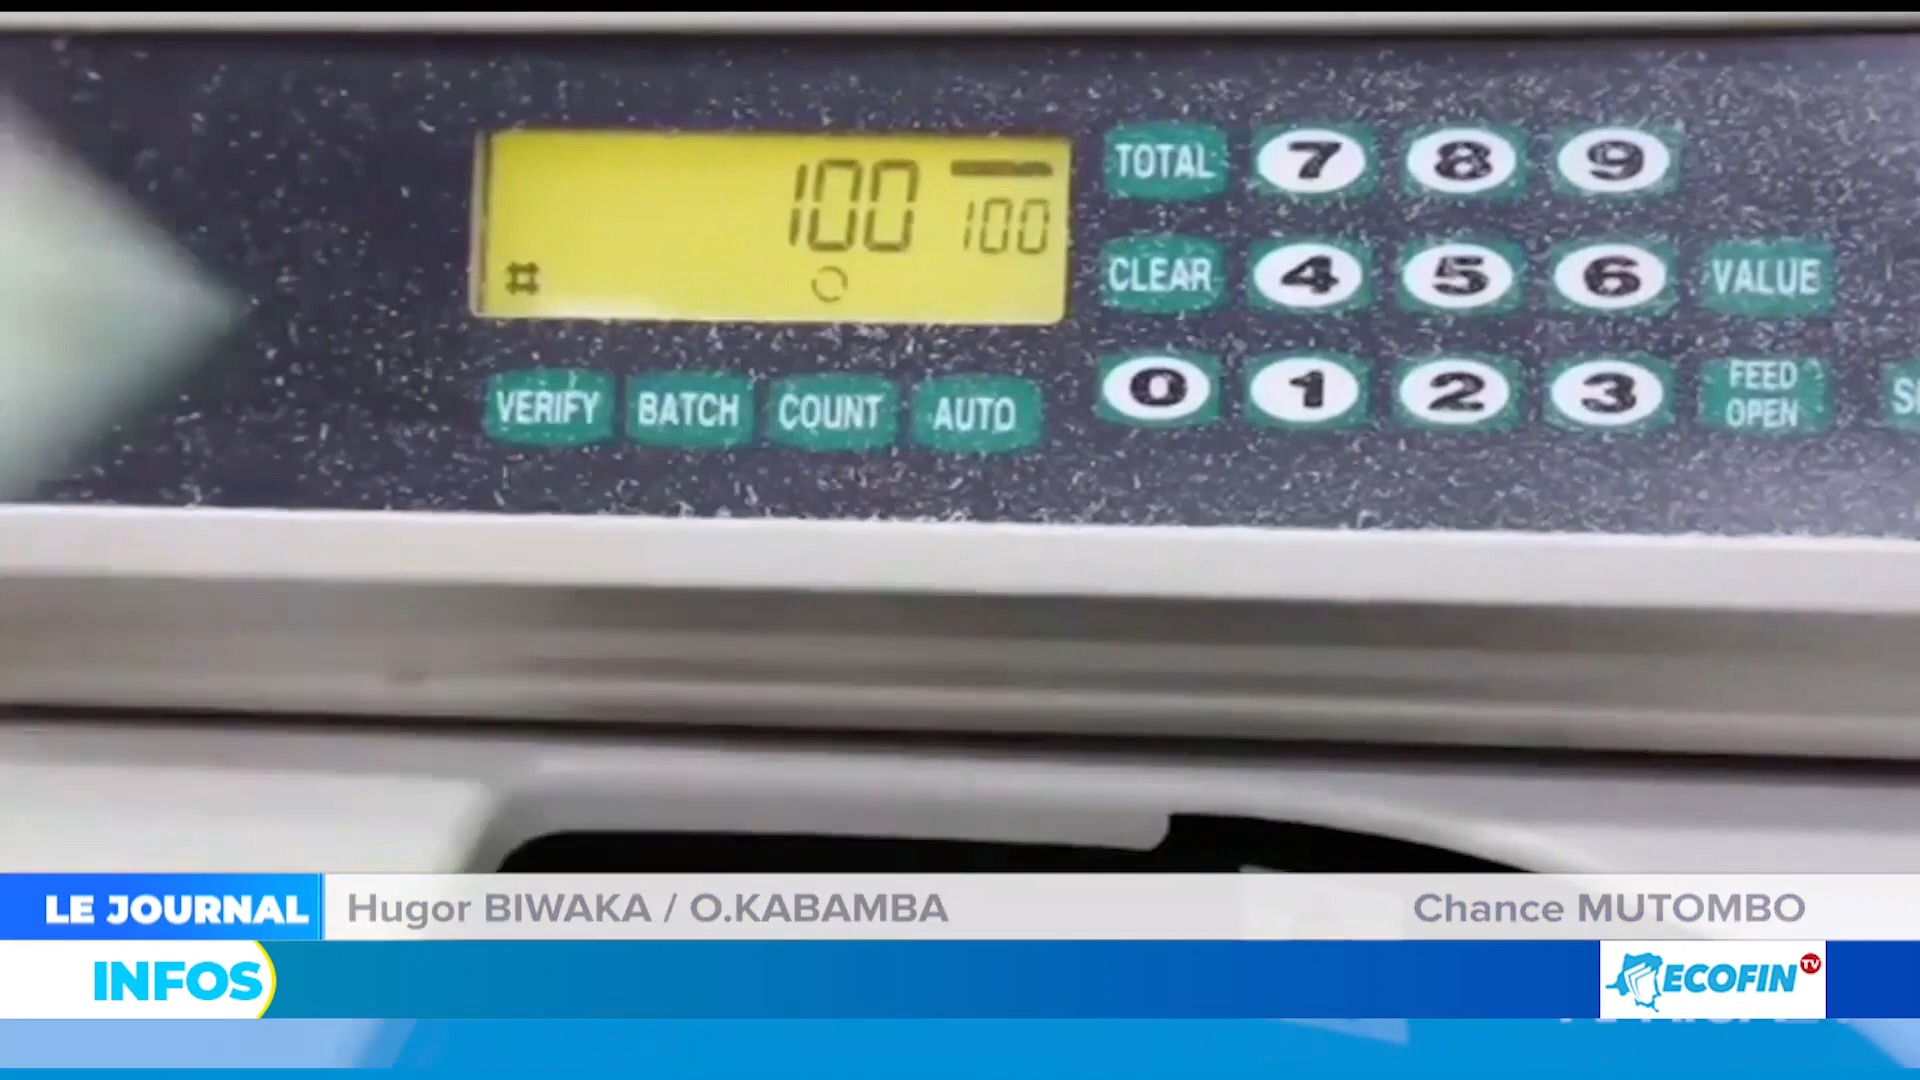 100 100
#
TOTAL 7 8 9
CLEAR 4 5 6 VALUE
VERIFY BATCH COUNT AUTO
0 1 2 3 FEED OPEN
LE JOURNAL Hugor BIWAKA / O.KABAMBA Chance MUTOMBO
INFOS ECOFIN TV